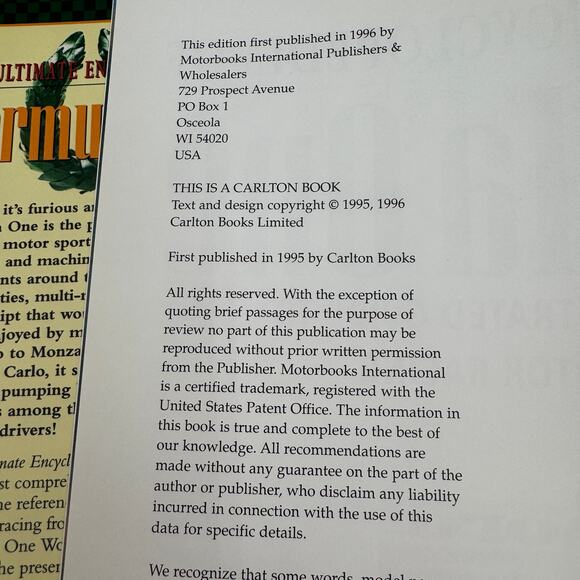 ULTIMATE EN
rmu
it's furious an
One is the p
motor sport
and machin
nts around t
ties, multi-r
ipt that wou
joyed by m
o to Monza
Carlo, it s
pumping
s among th
drivers!
mate Encycl
st compre
ne referen
racing fro
One Wo
he preser
This edition first published in 1996 by
Motorbooks International Publishers &
Wholesalers
729 Prospect Avenue
PO Box 1
Osceola
WI 54020
USA
THIS IS A CARLTON BOOK
Text and design copyright © 1995, 1996
Carlton Books Limited
First published in 1995 by Carlton Books
All rights reserved. With the exception of
quoting brief passages for the purpose of
review no part of this publication may be
reproduced without prior written permission
from the Publisher. Motorbooks International
is a certified trademark, registered with the
United States Patent Office. The information in
this book is true and complete to the best of
our knowledge. All recommendations are
made without any guarantee on the part of the
author or publisher, who disclaim any liability
incurred in connection with the use of this
data for specific details.
We recognize that some words, model